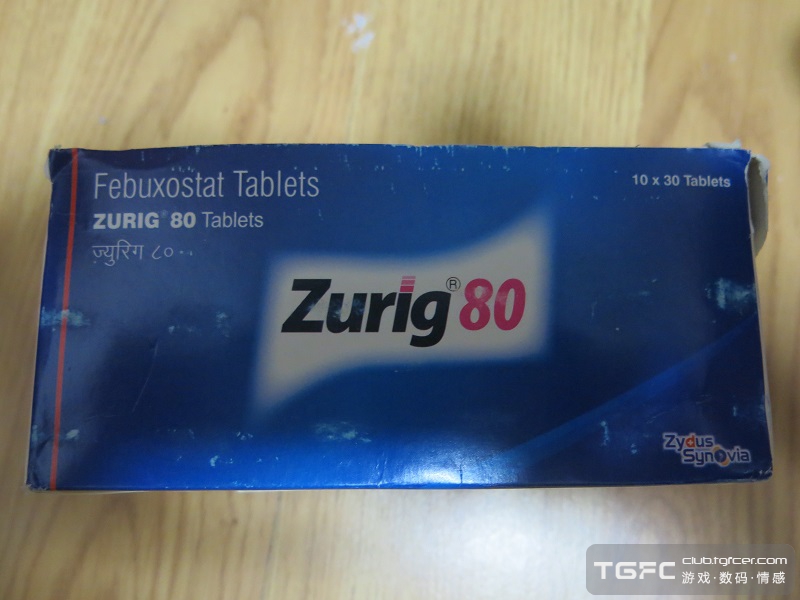 Febuxostat Tablets
10 x 30 Tablets
ZURIG 80 Tablets
ज़्युरिग ८०
Zurig® 80
Zydus
Synovia
TGFC club.tgfcer.com
游戏·数码·情感